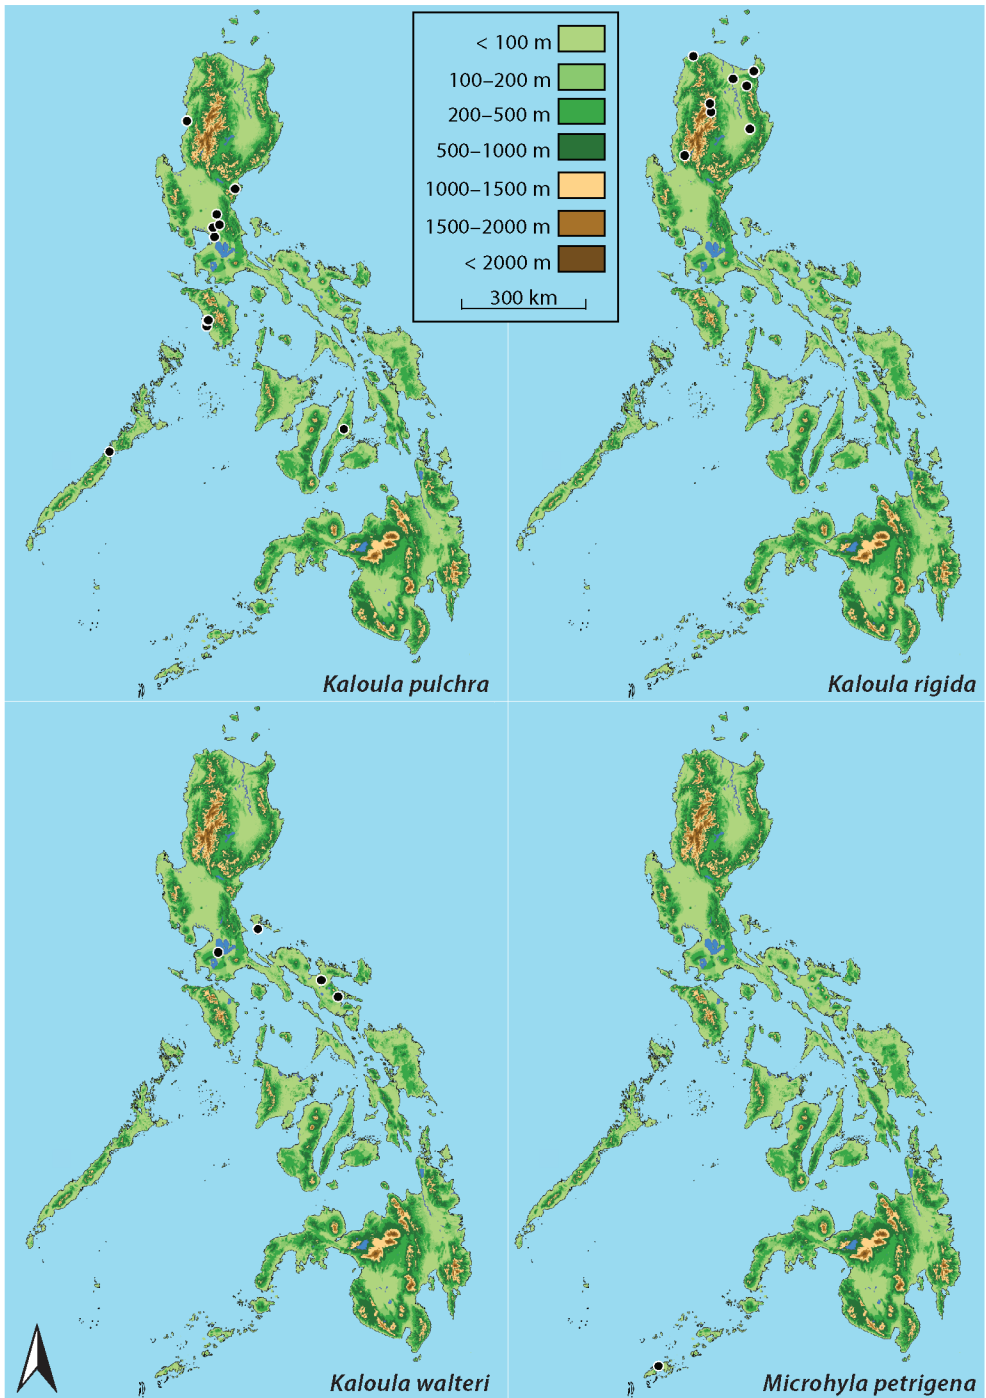 < 100 m
100–200 m
200–500 m
500–1000 m
1000–1500 m
1500–2000 m
< 2000 m
300 km
Kaloula pulchra
Kaloula rigida
Kaloula walteri
Microhyla petrigena